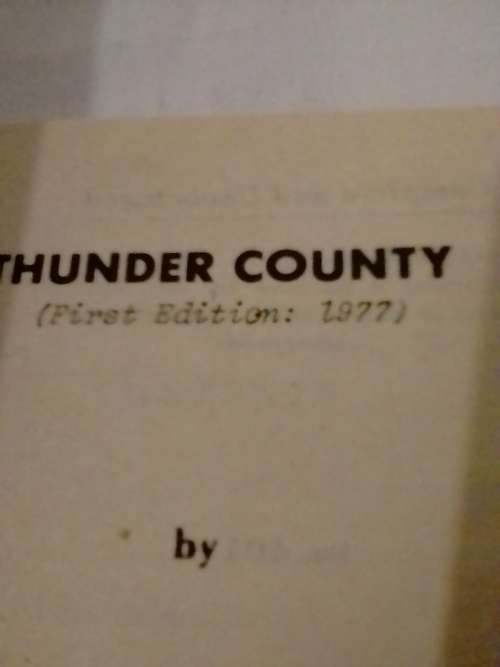 THUNDER COUNTY
(First Edition: 1977)
by